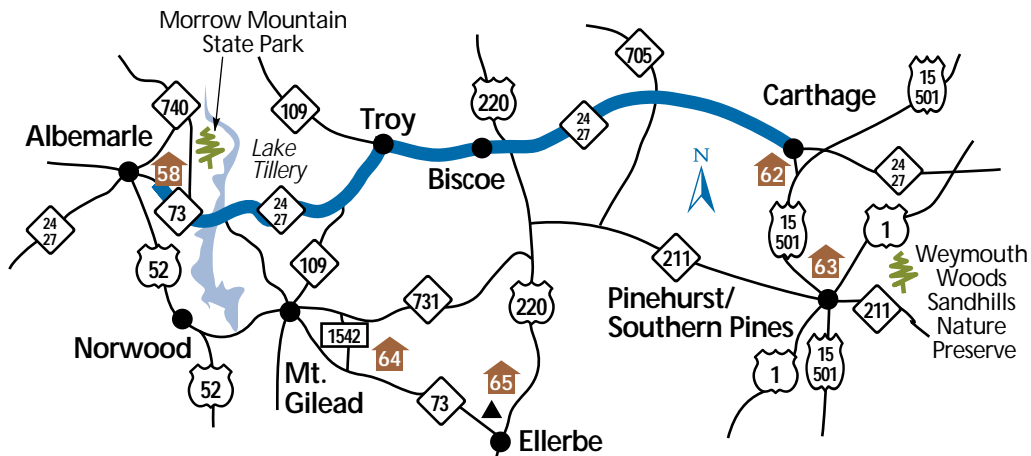 Morrow Mountain
State Park
705
15
501
740
220
Carthage
109
Troy
24
27
Albemarle
Lake
Tillery
Biscoe
58
62
24
27
73
24
27
24
27
15
501
1
52
109
211
63
Weymouth
Woods
Sandhills
Nature
Preserve
731
220
Pinehurst/
Southern Pines
211
Norwood
1542
64
Mt.
Gilead
65
15
501
1
52
73
Ellerbe
N